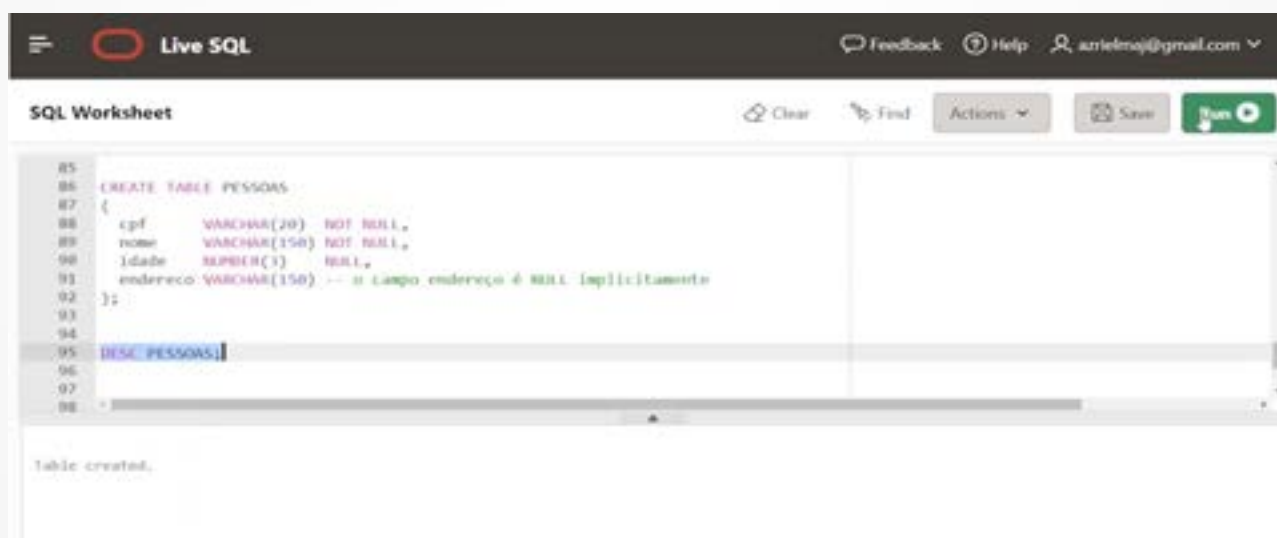 Live SQL Feedback Help azrielmaj@gmail.com
SQL Worksheet Clear Find Actions Save Run
85
86 CREATE TABLE PESSOAS
87 (
88 cpf VARCHAR(20) NOT NULL,
89 nome VARCHAR(150) NOT NULL,
90 idade NUMBER(3) NULL,
91 endereco VARCHAR(150) -- o campo endereço é NULL implicitamente
92 );
93
94
95 DESC PESSOAS;
96
97
98
Table created.